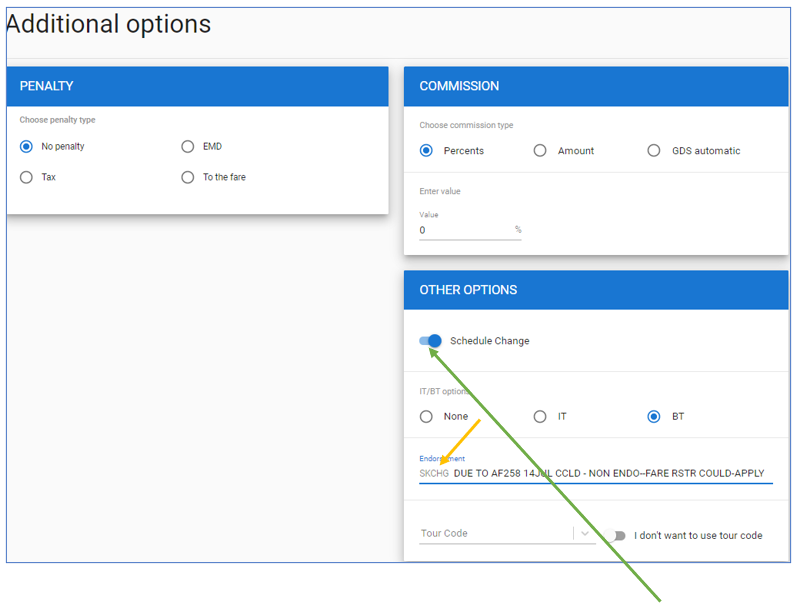 Additional options
PENALTY
Choose penalty type
No penalty
EMD
Tax
To the fare
COMMISSION
Choose commission type
Percents
Amount
GDS automatic
Enter value
Value
0 %
OTHER OPTIONS
Schedule Change
IT/BT options
None
IT
BT
Endorsment
SKCHG DUE TO AF258 14JUL CCLD - NON ENDO--FARE RSTR COULD-APPLY
Tour Code
I don't want to use tour code